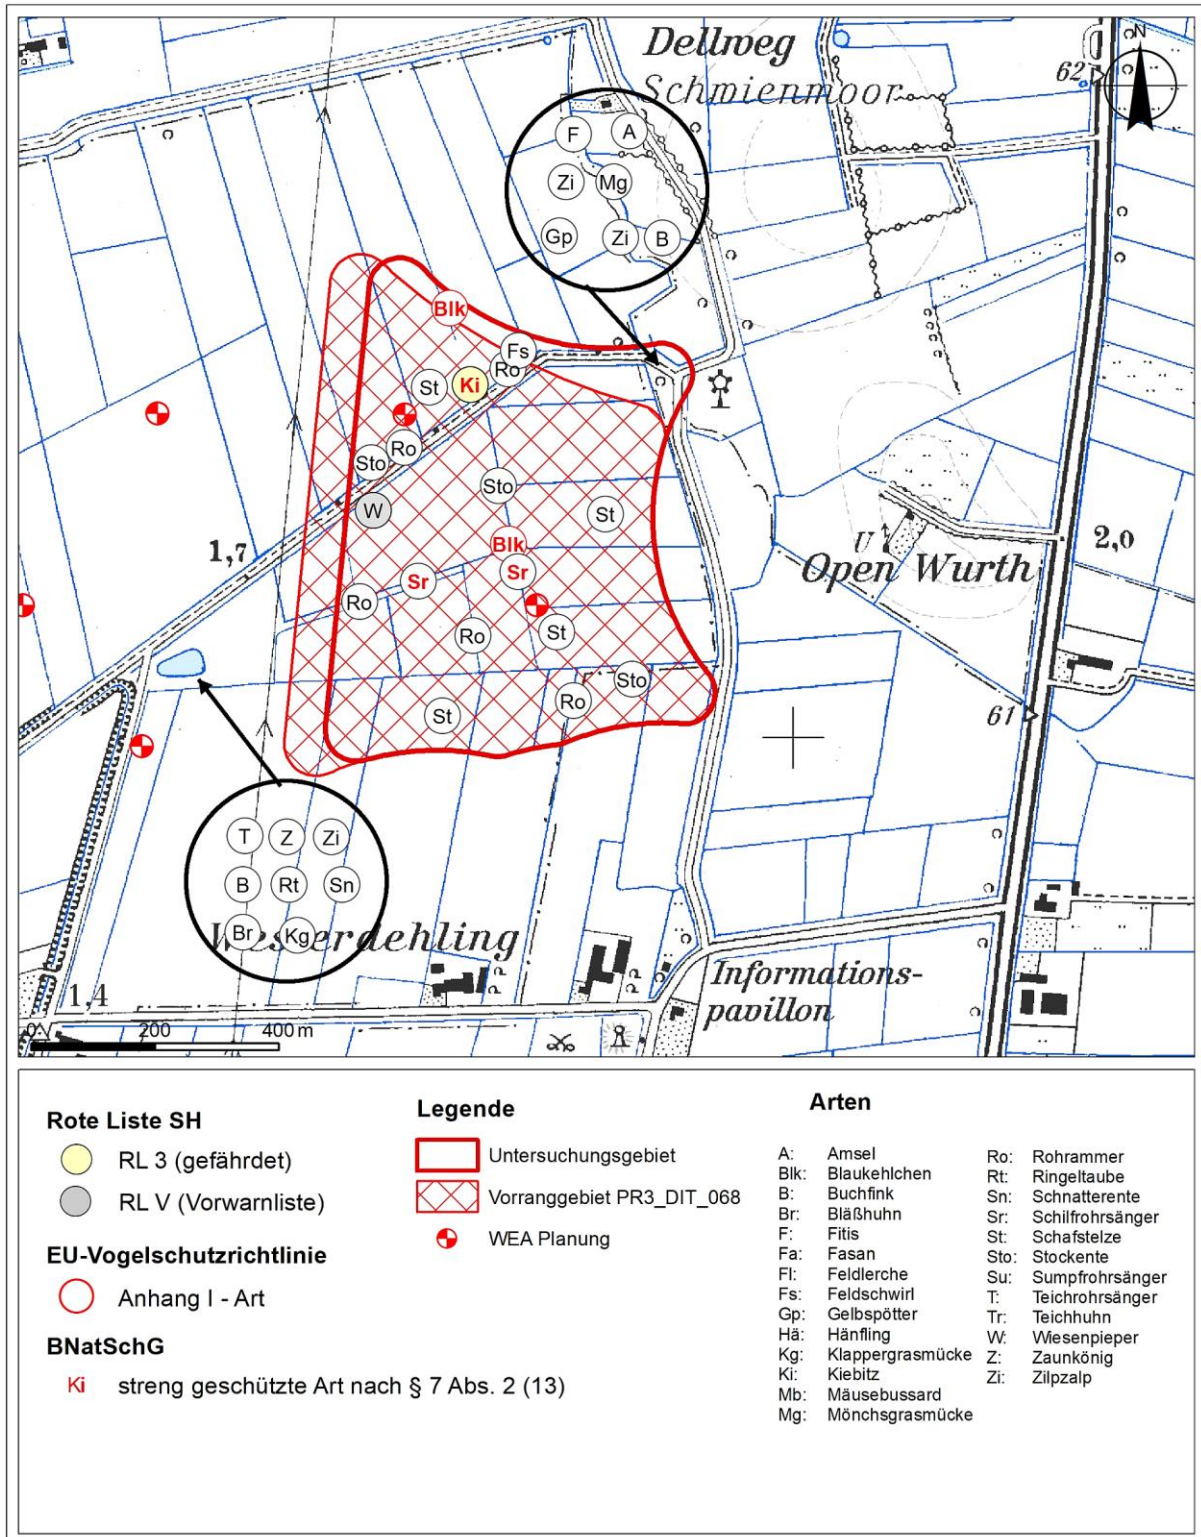 Dellweg
Schmienmoor
62
N
F
A
Zi
Mg
Gp
Zi
B
Blk
Fs
Ro
St
Ki
Ro
Sto
Sto
W
St
1,7
Blk
2,0
U
Open Wurth
Sr
Sr
Ro
Ro
St
Sto
Ro
St
61
T
Z
Zi
B
Rt
Sn
Br
Kg
Westerdehling
Informations-
pavillon
1,4
0
200
400 m
Rote Liste SH
RL 3 (gefährdet)
RL V (Vorwarnliste)
EU-Vogelschutzrichtlinie
Anhang I - Art
BNatSchG
Ki streng geschützte Art nach § 7 Abs. 2 (13)
Legende
Untersuchungsgebiet
Vorranggebiet PR3_DIT_068
WEA Planung
Arten
A: Amsel
Blk: Blaukehlchen
B: Buchfink
Br: Bläßhuhn
F: Fitis
Fa: Fasan
Fl: Feldlerche
Fs: Feldschwirl
Gp: Gelbspötter
Hä: Hänfling
Kg: Klappergrasmücke
Ki: Kiebitz
Mb: Mäusebussard
Mg: Mönchsgrasmücke
Ro: Rohrammer
Rt: Ringeltaube
Sn: Schnatterente
Sr: Schilfrohrsänger
St: Schafstelze
Sto: Stockente
Su: Sumpfrohrsänger
T: Teichrohrsänger
Tr: Teichhuhn
W: Wiesenpieper
Z: Zaunkönig
Zi: Zilpzalp